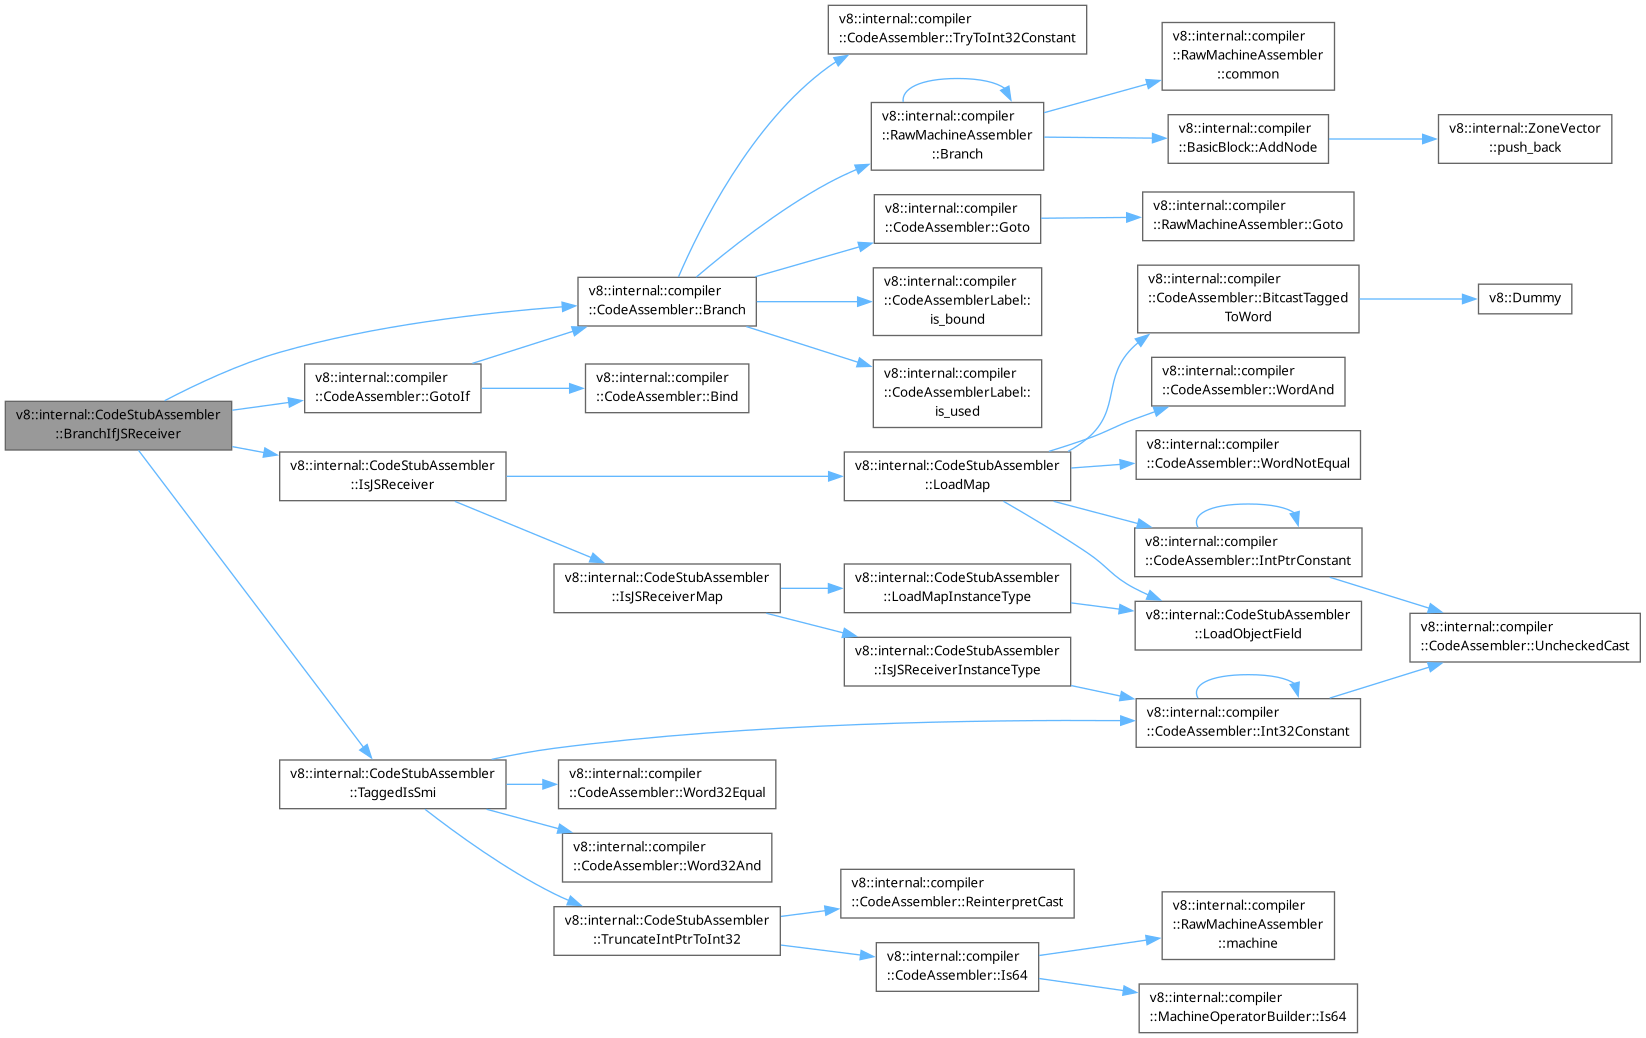 v8::internal::compiler
::CodeAssembler::TryToInt32Constant
v8::internal::compiler
::RawMachineAssembler
::common
v8::internal::compiler
::RawMachineAssembler
::Branch
v8::internal::compiler
::BasicBlock::AddNode
v8::internal::ZoneVector
::push_back
v8::internal::compiler
::CodeAssembler::Goto
v8::internal::compiler
::RawMachineAssembler::Goto
v8::internal::compiler
::CodeAssembler::Branch
v8::internal::compiler
::CodeAssemblerLabel::
is_bound
v8::internal::compiler
::CodeAssembler::BitcastTagged
ToWord
v8::Dummy
v8::internal::compiler
::CodeAssembler::GotoIf
v8::internal::compiler
::CodeAssembler::Bind
v8::internal::compiler
::CodeAssemblerLabel::
is_used
v8::internal::compiler
::CodeAssembler::WordAnd
v8::internal::CodeStubAssembler
::BranchIfJSReceiver
v8::internal::CodeStubAssembler
::IsJSReceiver
v8::internal::CodeStubAssembler
::LoadMap
v8::internal::compiler
::CodeAssembler::WordNotEqual
v8::internal::compiler
::CodeAssembler::IntPtrConstant
v8::internal::CodeStubAssembler
::IsJSReceiverMap
v8::internal::CodeStubAssembler
::LoadMapInstanceType
v8::internal::CodeStubAssembler
::LoadObjectField
v8::internal::compiler
::CodeAssembler::UncheckedCast
v8::internal::CodeStubAssembler
::IsJSReceiverInstanceType
v8::internal::compiler
::CodeAssembler::Int32Constant
v8::internal::CodeStubAssembler
::TaggedIsSmi
v8::internal::compiler
::CodeAssembler::Word32Equal
v8::internal::compiler
::CodeAssembler::Word32And
v8::internal::CodeStubAssembler
::TruncateIntPtrToInt32
v8::internal::compiler
::CodeAssembler::ReinterpretCast
v8::internal::compiler
::CodeAssembler::Is64
v8::internal::compiler
::RawMachineAssembler
::machine
v8::internal::compiler
::MachineOperatorBuilder::Is64